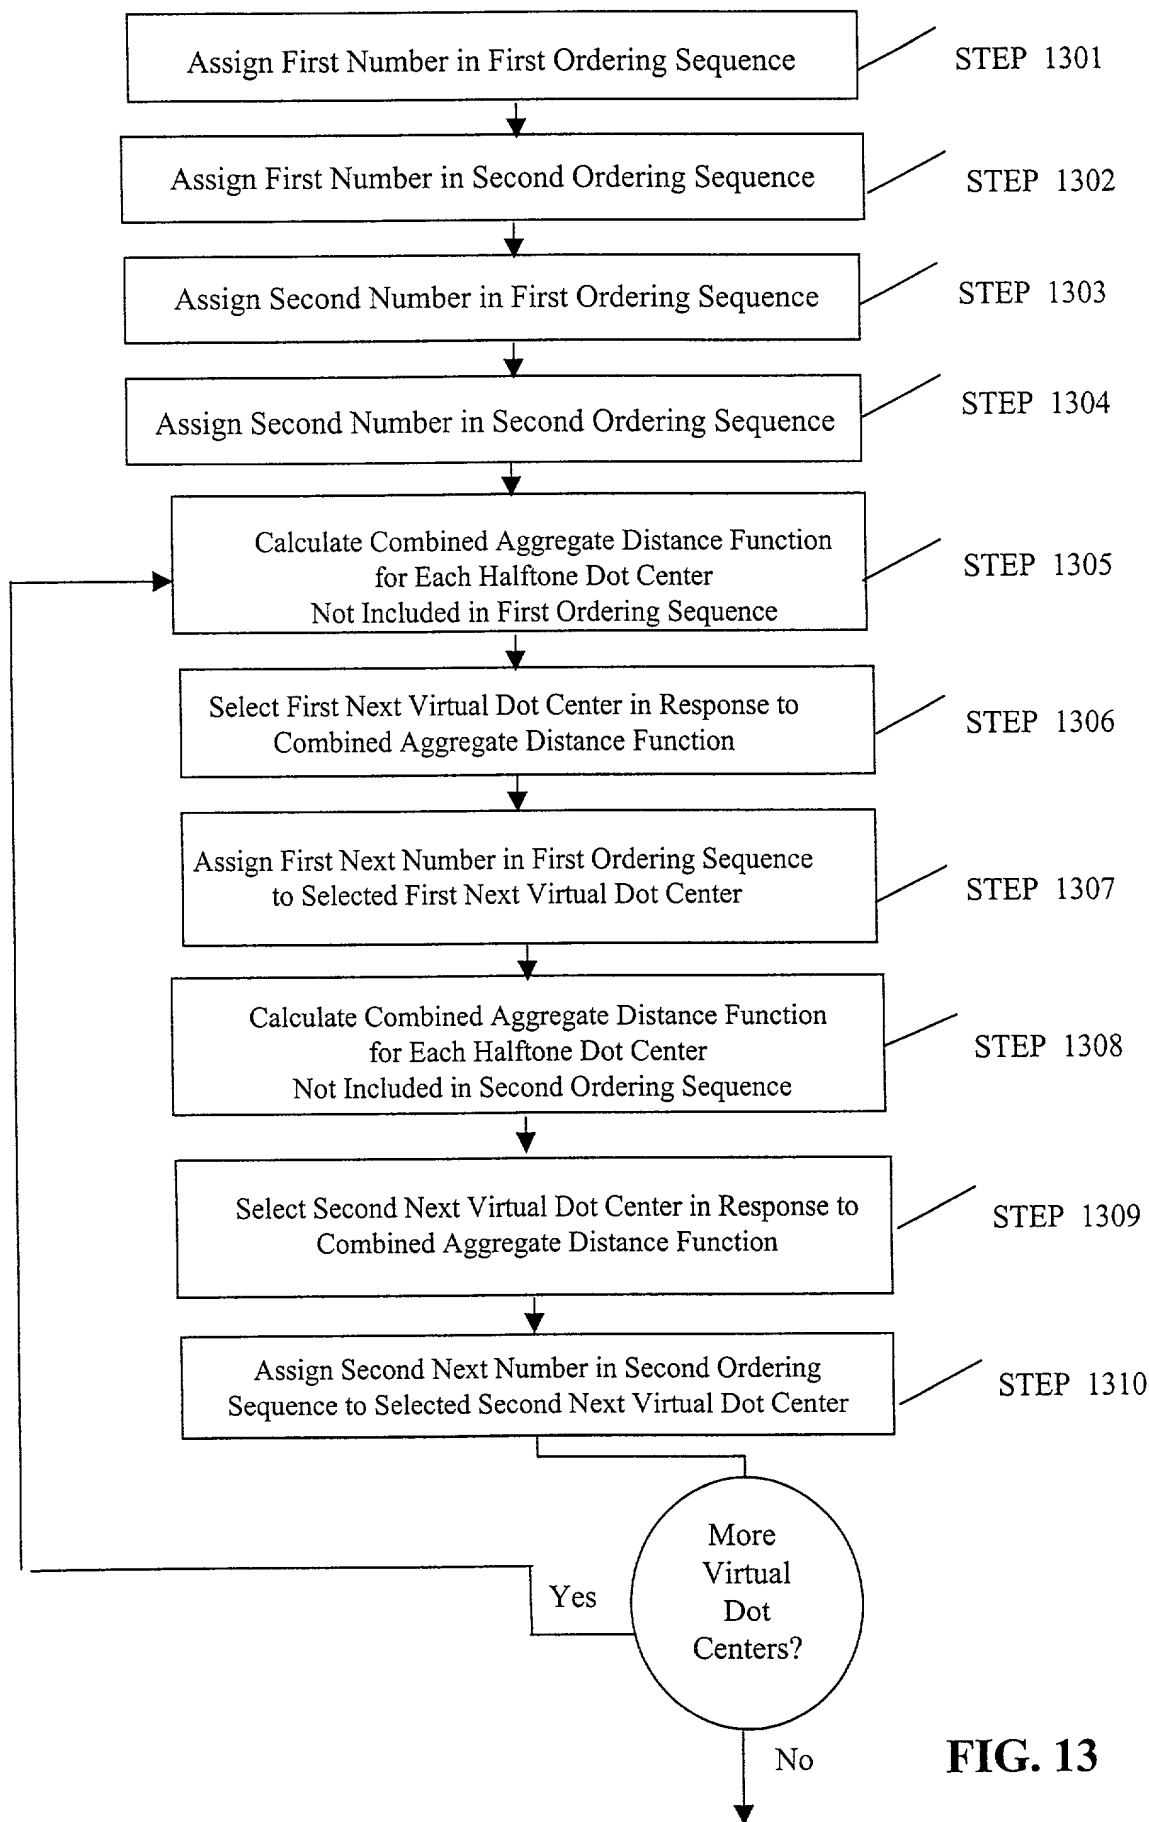 Assign First Number in First Ordering Sequence
STEP 1301
Assign First Number in Second Ordering Sequence
STEP 1302
Assign Second Number in First Ordering Sequence
STEP 1303
Assign Second Number in Second Ordering Sequence
STEP 1304
Calculate Combined Aggregate Distance Function
for Each Halftone Dot Center
Not Included in First Ordering Sequence
STEP 1305
Select First Next Virtual Dot Center in Response to
Combined Aggregate Distance Function
STEP 1306
Assign First Next Number in First Ordering Sequence
to Selected First Next Virtual Dot Center
STEP 1307
Calculate Combined Aggregate Distance Function
for Each Halftone Dot Center
Not Included in Second Ordering Sequence
STEP 1308
Select Second Next Virtual Dot Center in Response to
Combined Aggregate Distance Function
STEP 1309
Assign Second Next Number in Second Ordering
Sequence to Selected Second Next Virtual Dot Center
STEP 1310
More
Virtual
Dot
Centers?
Yes
No
FIG. 13